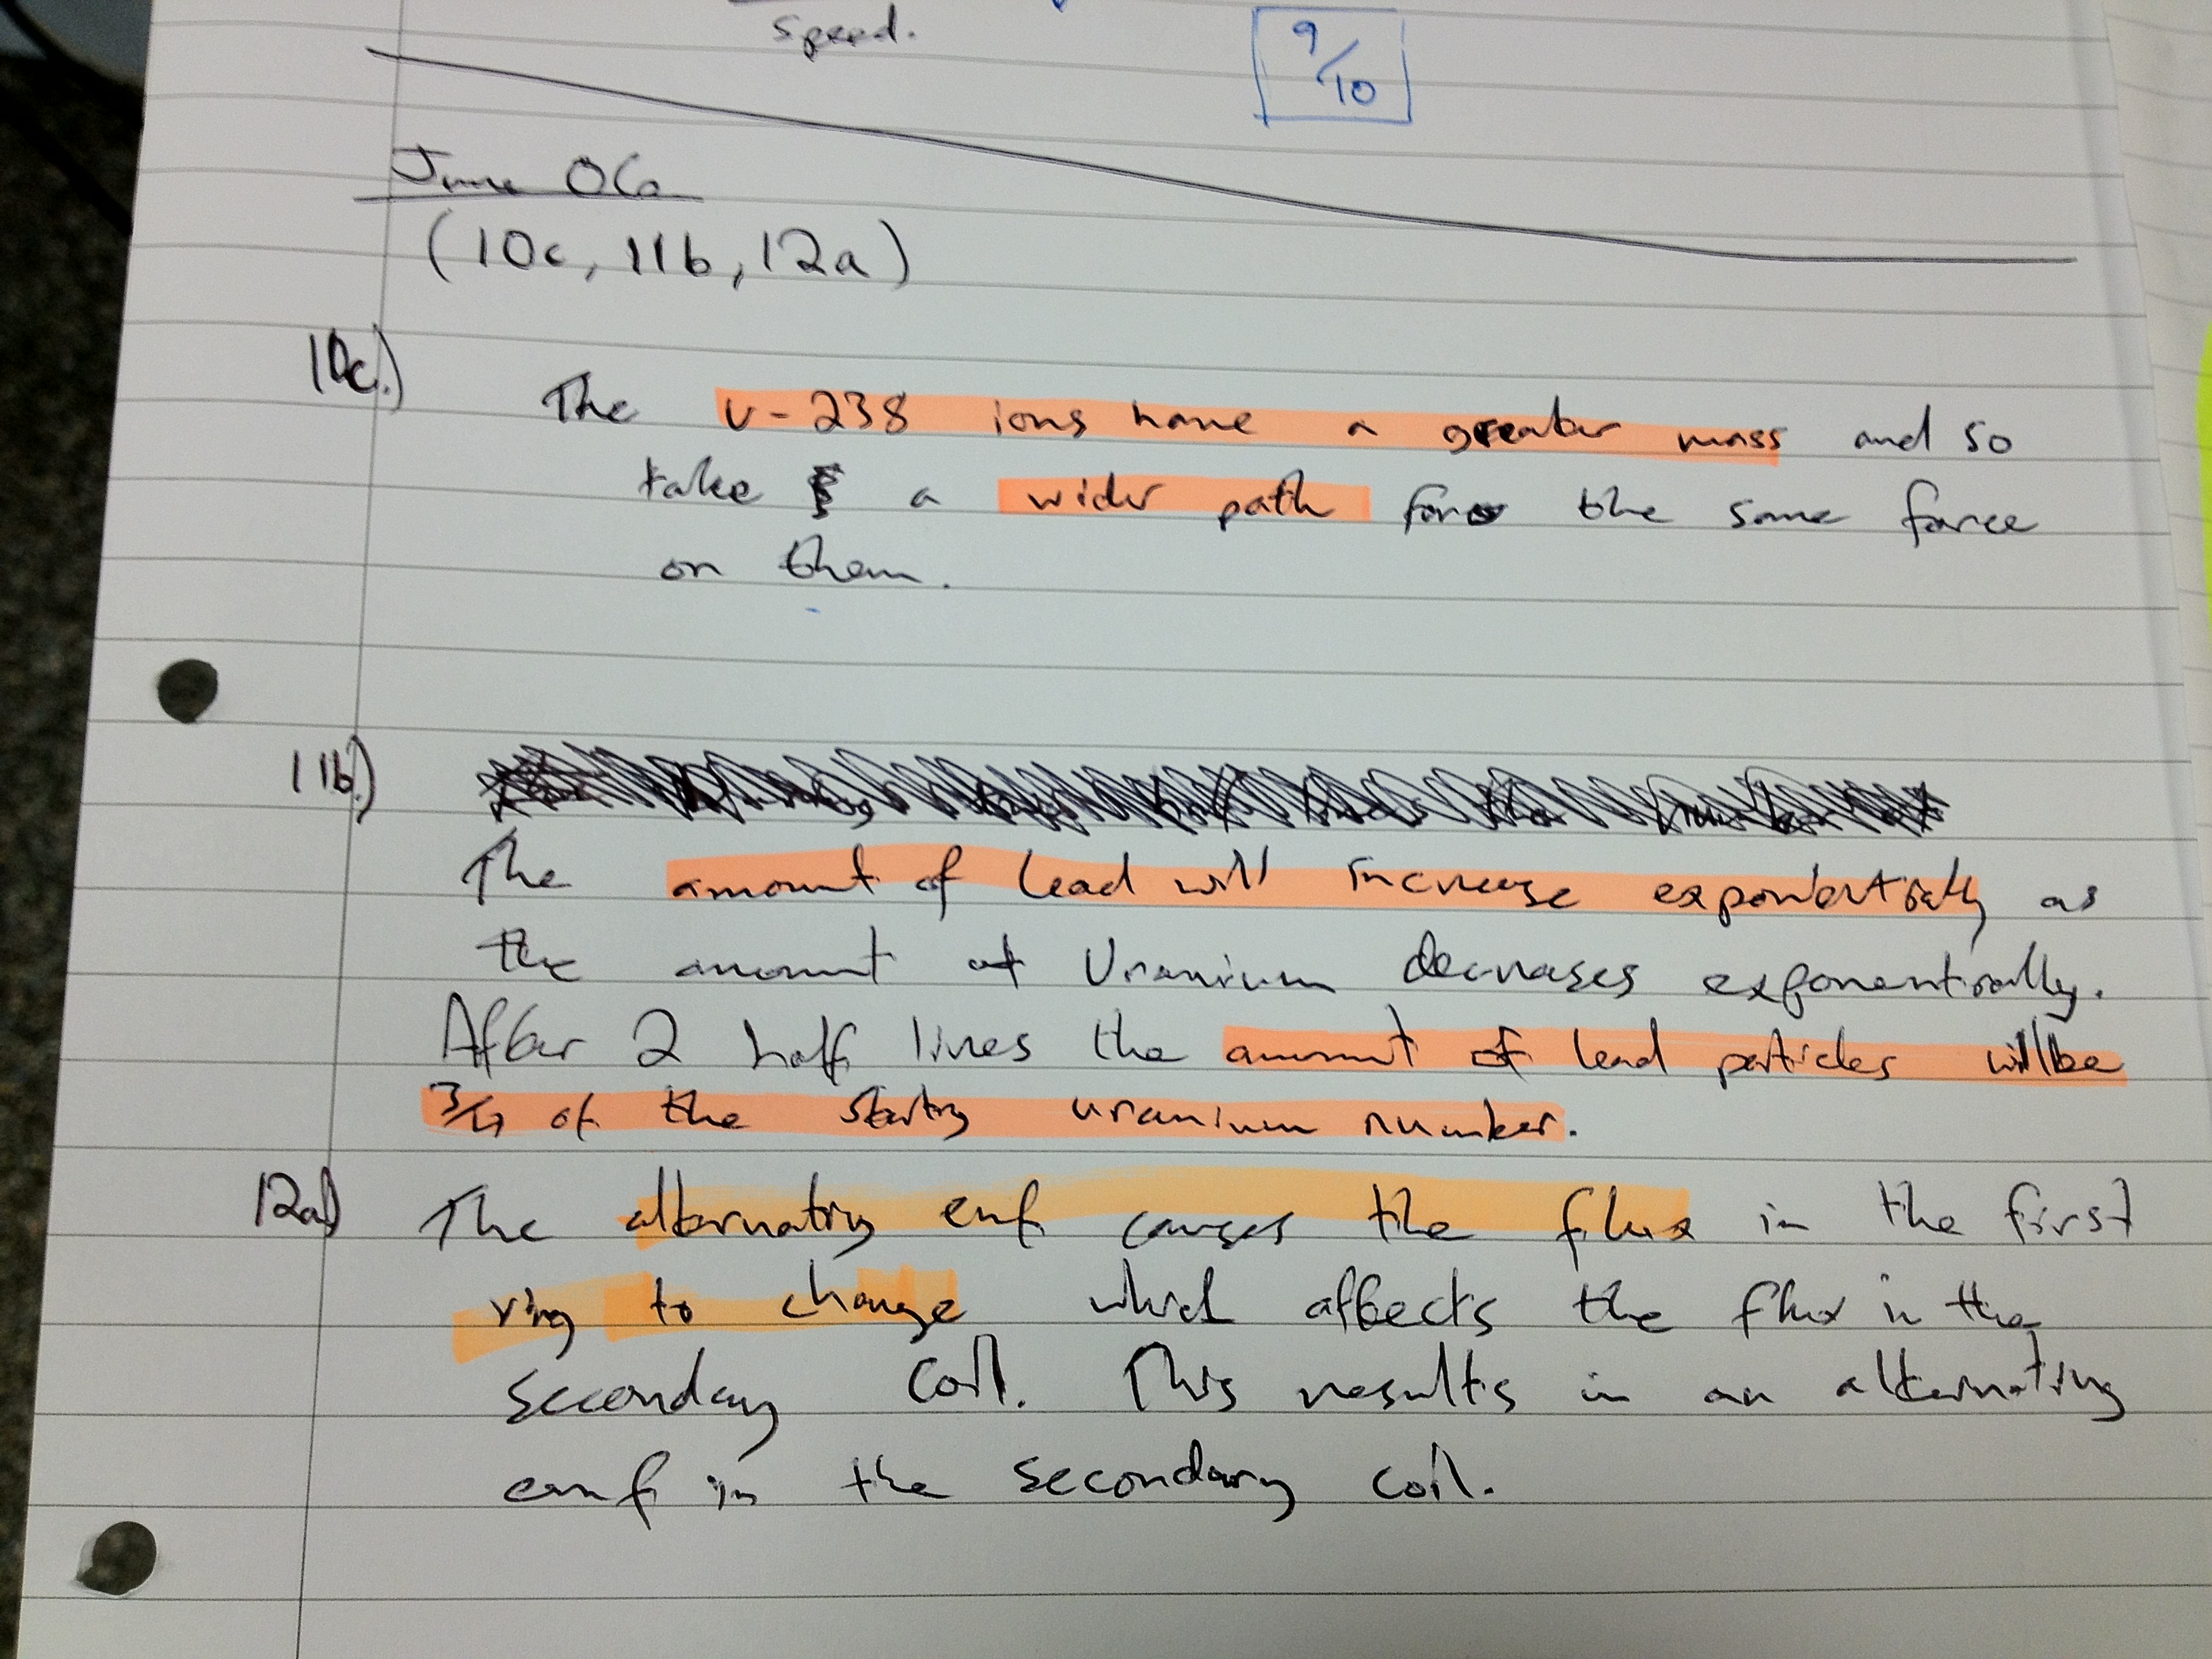 speed.
9/10
June 06
(10c, 11b, 12a)
10c.) The U-238 ions have a greater mass and so
take a wider path for the same force
on them.
11b.)
The amount of lead will increase exponentially as
the amount of Uranium decreases exponentially.
After 2 half lives the amount of lead particles will be
3/4 of the starting uranium number.
12a) The alternating emf causes the flux in the first
ring to change which affects the flux in the
secondary coil. This results in an alternating
emf in the secondary coil.